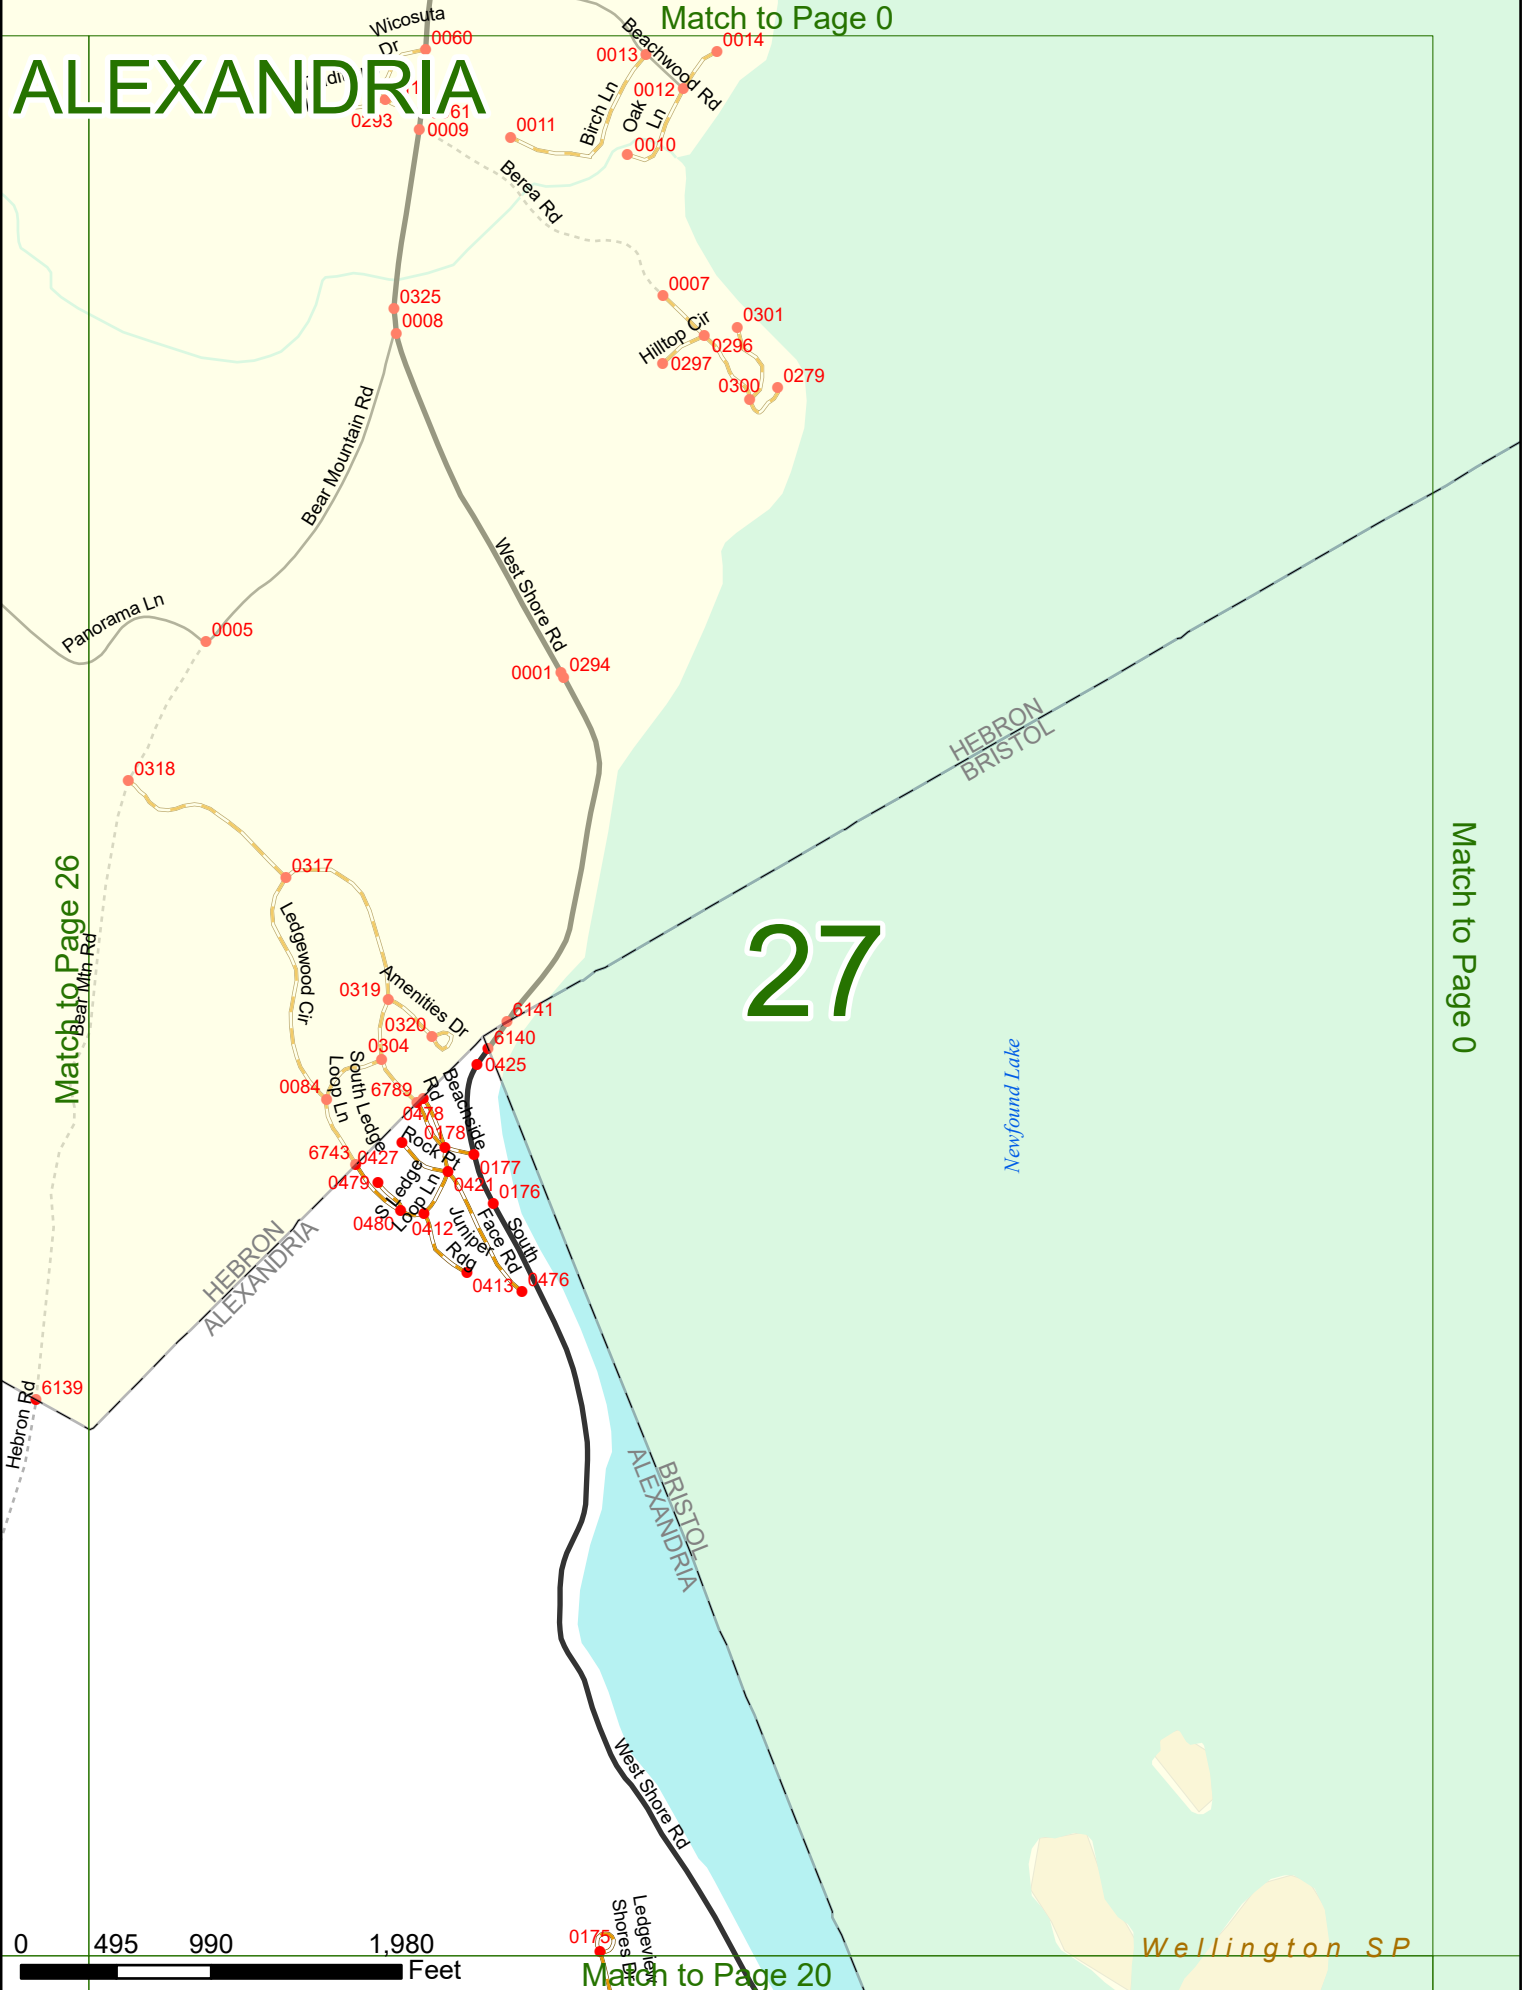 Match to Page 0
Wicosuta
Dr
0060
ALEXANDRIA
Beachwood Rd
0013
0014
0012
0293
61
0009
Birch Ln
Oak
Ln
0011
0010
Berea Rd
0007
0325
0301
0008
Hilltop Cir
0296
0297
0300
0279
Bear Mountain Rd
West Shore Rd
Panorama Ln
0005
0001
0294
HEBRON
BRISTOL
0318
Match to Page 26
Match to Page 0
0317
Ledgewood Cir
27
Bear Mtn Rd
0319
Amenities Dr
0320
6141
6140
0304
0425
Newfound Lake
0084
Loop Ln
South Ledge
6789
Rd
Beachside
0478
0178
Rock Pt
6743
0427
0177
0479
0421
S Ledge
Loop Ln
0176
0480
0412
Juniper
Rdg
Face Rd
South
0413
0476
HEBRON
ALEXANDRIA
6139
Hebron Rd
BRISTOL
ALEXANDRIA
West Shore Rd
Ledgeview
Shores Dr
0175
Wellington SP
0 495 990 1,980
Feet
Match to Page 20